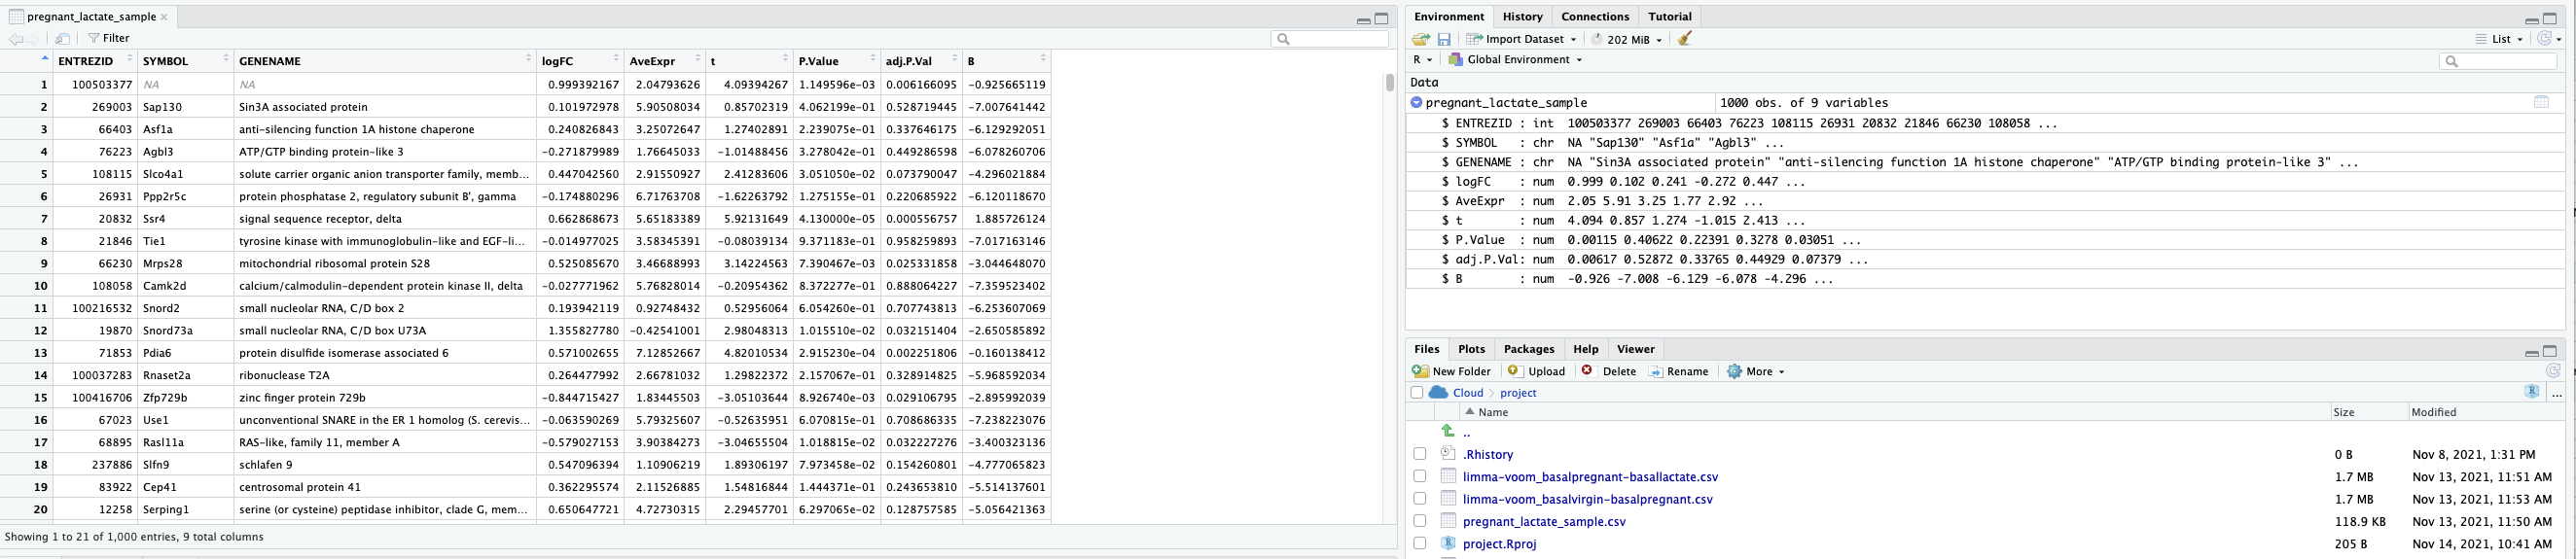 pregnant_lactate_sample
Filter
ENTREZID SYMBOL GENENAME logFC AveExpr t P.Value adj.P.Val B
1 100503377 NA NA 0.999392167 2.04793626 4.09394267 1.149596e-03 0.006166095 -0.925665119
2 269003 Sap130 Sin3A associated protein 0.101972978 5.90508034 0.85702319 4.062199e-01 0.528719445 -7.007641442
3 66403 Asf1a anti-silencing function 1A histone chaperone 0.240826843 3.25072647 1.27402891 2.239075e-01 0.337646175 -6.129292051
4 76223 Agbl3 ATP/GTP binding protein-like 3 -0.271879989 1.76645033 -1.01488456 3.278042e-01 0.449286598 -6.078260706
5 108115 Slco4a1 solute carrier organic anion transporter family, memb... 0.447042560 2.91550927 2.41283606 3.051050e-02 0.073790047 -4.296021884
6 26931 Ppp2r5c protein phosphatase 2, regulatory subunit B', gamma -0.174880296 6.71763708 -1.62263792 1.275155e-01 0.220685922 -6.120118670
7 20832 Ssr4 signal sequence receptor, delta 0.662868673 5.65183389 5.92131649 4.130000e-05 0.000556757 1.885726124
8 21846 Tie1 tyrosine kinase with immunoglobulin-like and EGF-li... -0.014977025 3.58345391 -0.08039134 9.371183e-01 0.958259893 -7.017163146
9 66230 Mrps28 mitochondrial ribosomal protein S28 0.525085670 3.46688993 3.14224563 7.390467e-03 0.025331858 -3.044648070
10 108058 Camk2d calcium/calmodulin-dependent protein kinase II, delta -0.027771962 5.76828014 -0.20954362 8.372277e-01 0.888064227 -7.359523402
11 100216532 Snord2 small nucleolar RNA, C/D box 2 0.193942119 0.92748432 0.52956064 6.054260e-01 0.707743813 -6.253607069
12 19870 Snord73a small nucleolar RNA, C/D box U73A 1.355827780 -0.42541001 2.98048313 1.015510e-02 0.032151404 -2.650585892
13 71853 Pdia6 protein disulfide isomerase associated 6 0.571002655 7.12852667 4.82010534 2.915230e-04 0.002251806 -0.160138412
14 100037283 Rnaset2a ribonuclease T2A 0.264477992 2.66781032 1.29822372 2.157067e-01 0.328914825 -5.968592034
15 100416706 Zfp729b zinc finger protein 729b -0.844715427 1.83445503 -3.05103644 8.926740e-03 0.029106795 -2.895992039
16 67023 Use1 unconventional SNARE in the ER 1 homolog (S. cerevis... -0.063590269 5.79325607 -0.52635951 6.070815e-01 0.708686335 -7.238223076
17 68895 Rasl11a RAS-like, family 11, member A -0.579027153 3.90384273 -3.04655504 1.018815e-02 0.032227276 -3.400323136
18 237886 Slfn9 schlafen 9 0.547096394 1.10906219 1.89306197 7.973458e-02 0.154260801 -4.777065823
19 83922 Cep41 centrosomal protein 41 0.362295574 2.11526885 1.54816844 1.444371e-01 0.243653810 -5.514137601
20 12258 Serping1 serine (or cysteine) peptidase inhibitor, clade G, mem... 0.650647721 4.72730315 2.29457701 6.297065e-02 0.128757585 -5.056421363
Showing 1 to 21 of 1,000 entries, 9 total columns
Environment History Connections Tutorial
Import Dataset 202 MiB List
R Global Environment
Data
pregnant_lactate_sample 1000 obs. of 9 variables
$ ENTREZID : int 100503377 269003 66403 76223 108115 26931 20832 21846 66230 108058 ...
$ SYMBOL : chr NA "Sap130" "Asf1a" "Agbl3" ...
$ GENENAME : chr NA "Sin3A associated protein" "anti-silencing function 1A histone chaperone" "ATP/GTP binding protein-like 3" ...
$ logFC : num 0.999 0.102 0.241 -0.272 0.447 ...
$ AveExpr : num 2.05 5.91 3.25 1.77 2.92 ...
$ t : num 4.094 0.857 1.274 -1.015 2.413 ...
$ P.Value : num 0.00115 0.40622 0.22391 0.3278 0.03051 ...
$ adj.P.Val: num 0.00617 0.52872 0.33765 0.44929 0.07379 ...
$ B : num -0.926 -7.008 -6.129 -6.078 -4.296 ...
Files Plots Packages Help Viewer
New Folder Upload Delete Rename More
Cloud project ...
Name Size Modified
..
.Rhistory 0 B Nov 8, 2021, 1:31 PM
limma-voom_basalpregnant-basallactate.csv 1.7 MB Nov 13, 2021, 11:51 AM
limma-voom_basalvirgin-basalpregnant.csv 1.7 MB Nov 13, 2021, 11:53 AM
pregnant_lactate_sample.csv 118.9 KB Nov 13, 2021, 11:50 AM
project.Rproj 205 B Nov 14, 2021, 10:41 AM